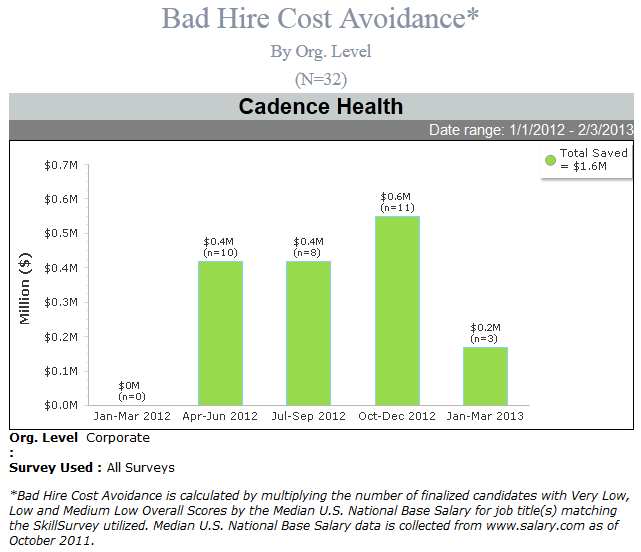 Bad Hire Cost Avoidance*
By Org. Level
(N=32)
Cadence Health
Date range: 1/1/2012 - 2/3/2013
Total Saved
= $1.6M
Million ($)
$0.7M
$0.6M
$0.5M
$0.4M
$0.3M
$0.2M
$0.1M
$0.0M
$0M
(n=0)
$0.4M
(n=10)
$0.4M
(n=8)
$0.6M
(n=11)
$0.2M
(n=3)
Jan-Mar 2012 Apr-Jun 2012 Jul-Sep 2012 Oct-Dec 2012 Jan-Mar 2013
Org. Level Corporate
:
Survey Used : All Surveys
*Bad Hire Cost Avoidance is calculated by multiplying the number of finalized candidates with Very Low,
Low and Medium Low Overall Scores by the Median U.S. National Base Salary for job title(s) matching
the SkillSurvey utilized. Median U.S. National Base Salary data is collected from www.salary.com as of
October 2011.